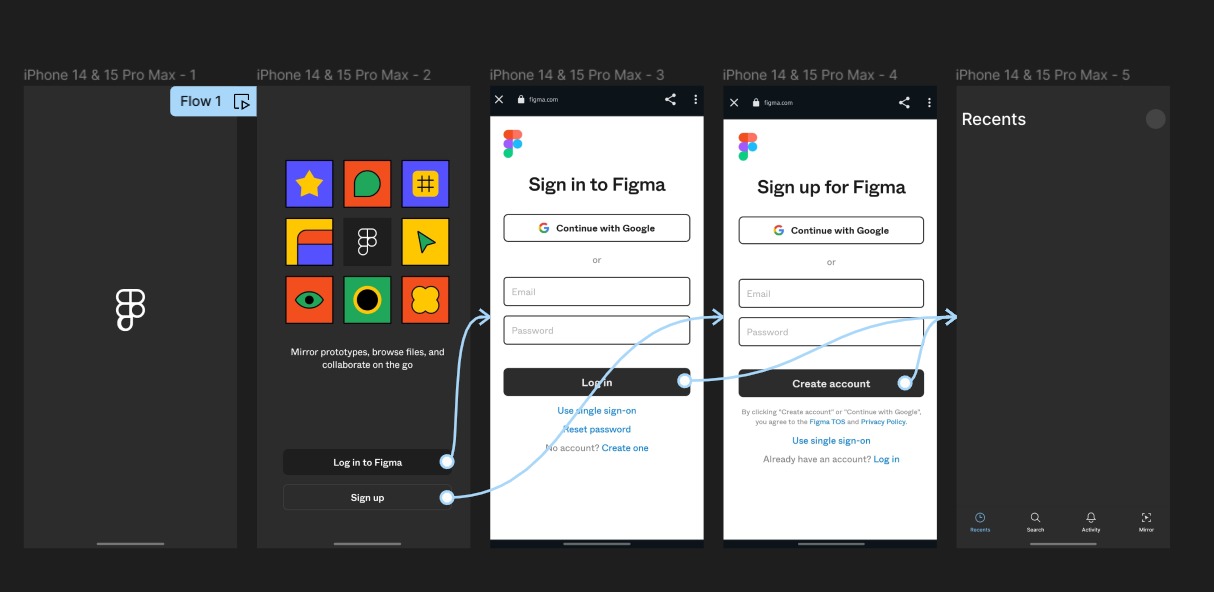 iPhone 14 & 15 Pro Max - 1
Flow 1
iPhone 14 & 15 Pro Max - 2
Mirror prototypes, browse files, and
collaborate on the go
Log in to Figma
Sign up
iPhone 14 & 15 Pro Max - 3
figma.com
Sign in to Figma
Continue with Google
or
Email
Password
Log in
Use single sign-on
Reset password
No account? Create one
iPhone 14 & 15 Pro Max - 4
figma.com
Sign up for Figma
Continue with Google
or
Email
Password
Create account
By clicking "Create account" or "Continue with Google",
you agree to the Figma TOS and Privacy Policy.
Use single sign-on
Already have an account? Log in
iPhone 14 & 15 Pro Max - 5
Recents
Recents
Search
Activity
Mirror